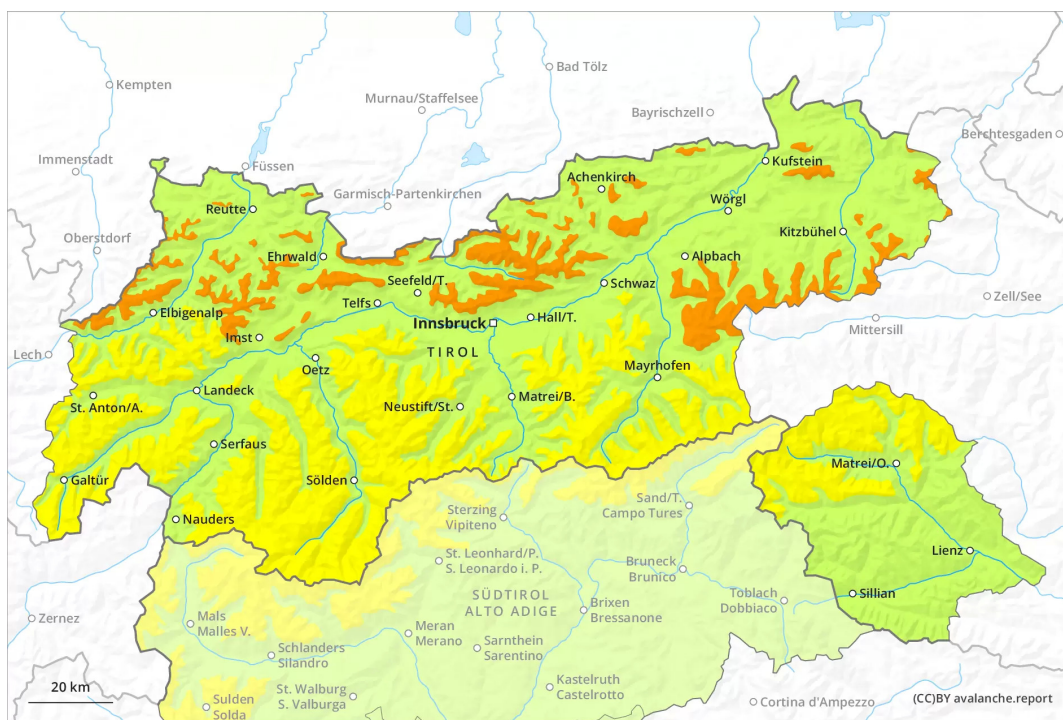 Kempten
Bad Tölz
Murnau/Staffelsee
Bayrischzell
Berchtesgaden
Immenstadt
Füssen
Kufstein
Achenkirch
Garmisch-Partenkirchen
Wörgl
Reutte
Kitzbühel
Oberstdorf
Ehrwald
Alpbach
Seefeld/T.
Schwaz
Zell/See
Telfs
Elbigenalp
Innsbruck
Hall/T.
Mittersill
Imst
Lech
TIROL
Oetz
Mayrhofen
Landeck
St. Anton/A.
Neustift/St.
Matrei/B.
Serfaus
Matrei/O.
Galtür
Sölden
Sand/T.
Campo Tures
Sterzing
Vipiteno
Nauders
Lienz
St. Leonhard/P.
S. Leonardo i. P.
Bruneck
Brunico
Sillian
SÜDTIROL
ALTO ADIGE
Toblach
Dobbiaco
Brixen
Bressanone
Zernez
Mals
Malles V.
Meran
Merano
Sarnthein
Sarentino
Schlanders
Silandro
Kastelruth
Castelrotto
20 km
St. Walburg
S. Valburga
Sulden
Solda
Cortina d'Ampezzo
(CC)BY avalanche.report